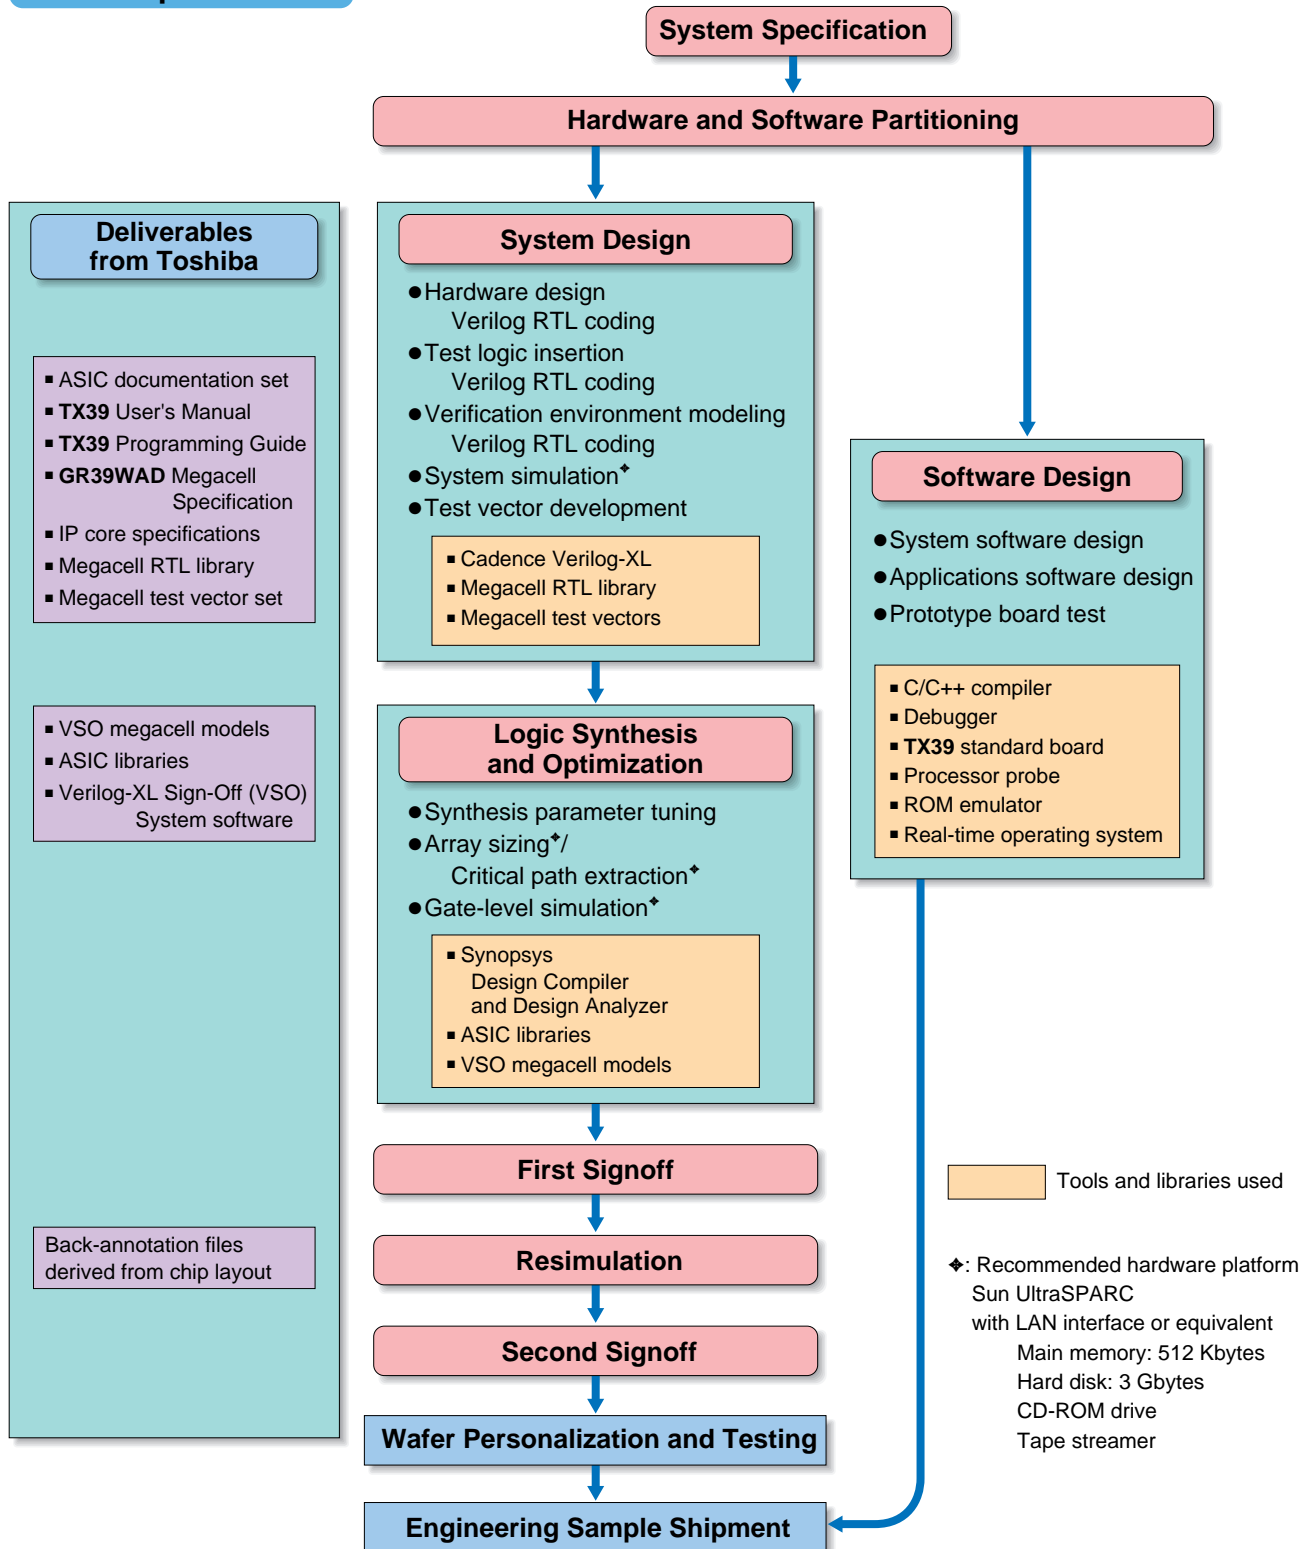 System Specification
Hardware and Software Partitioning
Deliverables
from Toshiba
■ ASIC documentation set
■ TX39 User's Manual
■ TX39 Programming Guide
■ GR39WAD Megacell
Specification
■ IP core specifications
■ Megacell RTL library
■ Megacell test vector set
■ VSO megacell models
■ ASIC libraries
■ Verilog-XL Sign-Off (VSO)
System software
Back-annotation files
derived from chip layout
System Design
●Hardware design
Verilog RTL coding
●Test logic insertion
Verilog RTL coding
●Verification environment modeling
Verilog RTL coding
●System simulation✥
●Test vector development
■ Cadence Verilog-XL
■ Megacell RTL library
■ Megacell test vectors
Logic Synthesis
and Optimization
●Synthesis parameter tuning
●Array sizing✥/
Critical path extraction✥
●Gate-level simulation✥
■ Synopsys
Design Compiler
and Design Analyzer
■ ASIC libraries
■ VSO megacell models
First Signoff
Resimulation
Second Signoff
Wafer Personalization and Testing
Engineering Sample Shipment
Software Design
●System software design
●Applications software design
●Prototype board test
■ C/C++ compiler
■ Debugger
■ TX39 standard board
■ Processor probe
■ ROM emulator
■ Real-time operating system
Tools and libraries used
✥: Recommended hardware platform
Sun UltraSPARC
with LAN interface or equivalent
Main memory: 512 Kbytes
Hard disk: 3 Gbytes
CD-ROM drive
Tape streamer